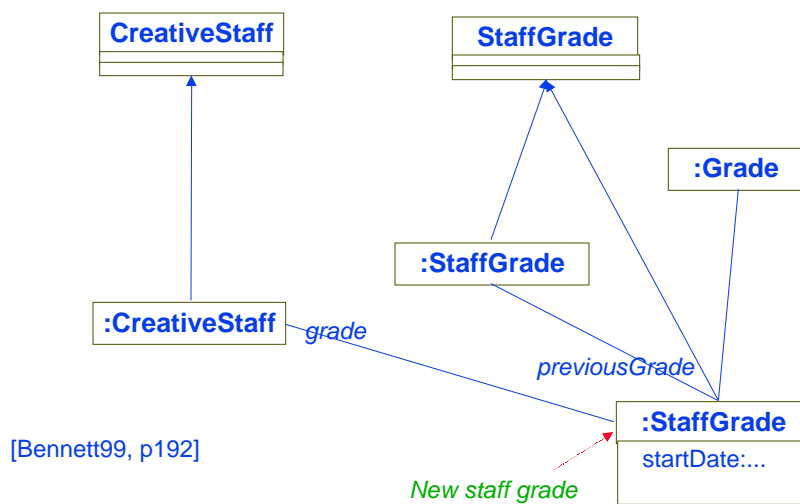 CreativeStaff
StaffGrade
:Grade
:StaffGrade
:CreativeStaff
grade
previousGrade
:StaffGrade
[Bennett99, p192]
startDate:...
New staff grade